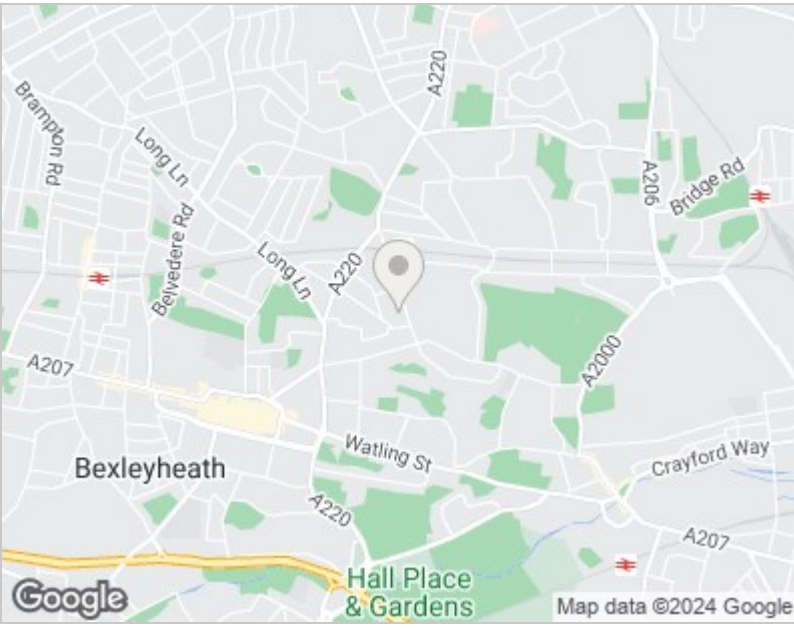 A220
Brampton Rd
Long Ln
A206
Bridge Rd
Belvedere Rd
Long Ln
A220
A2000
A207
Watling St
Crayford Way
Bexleyheath
A220
A207
Hall Place
& Gardens
Google
Map data ©2024 Google